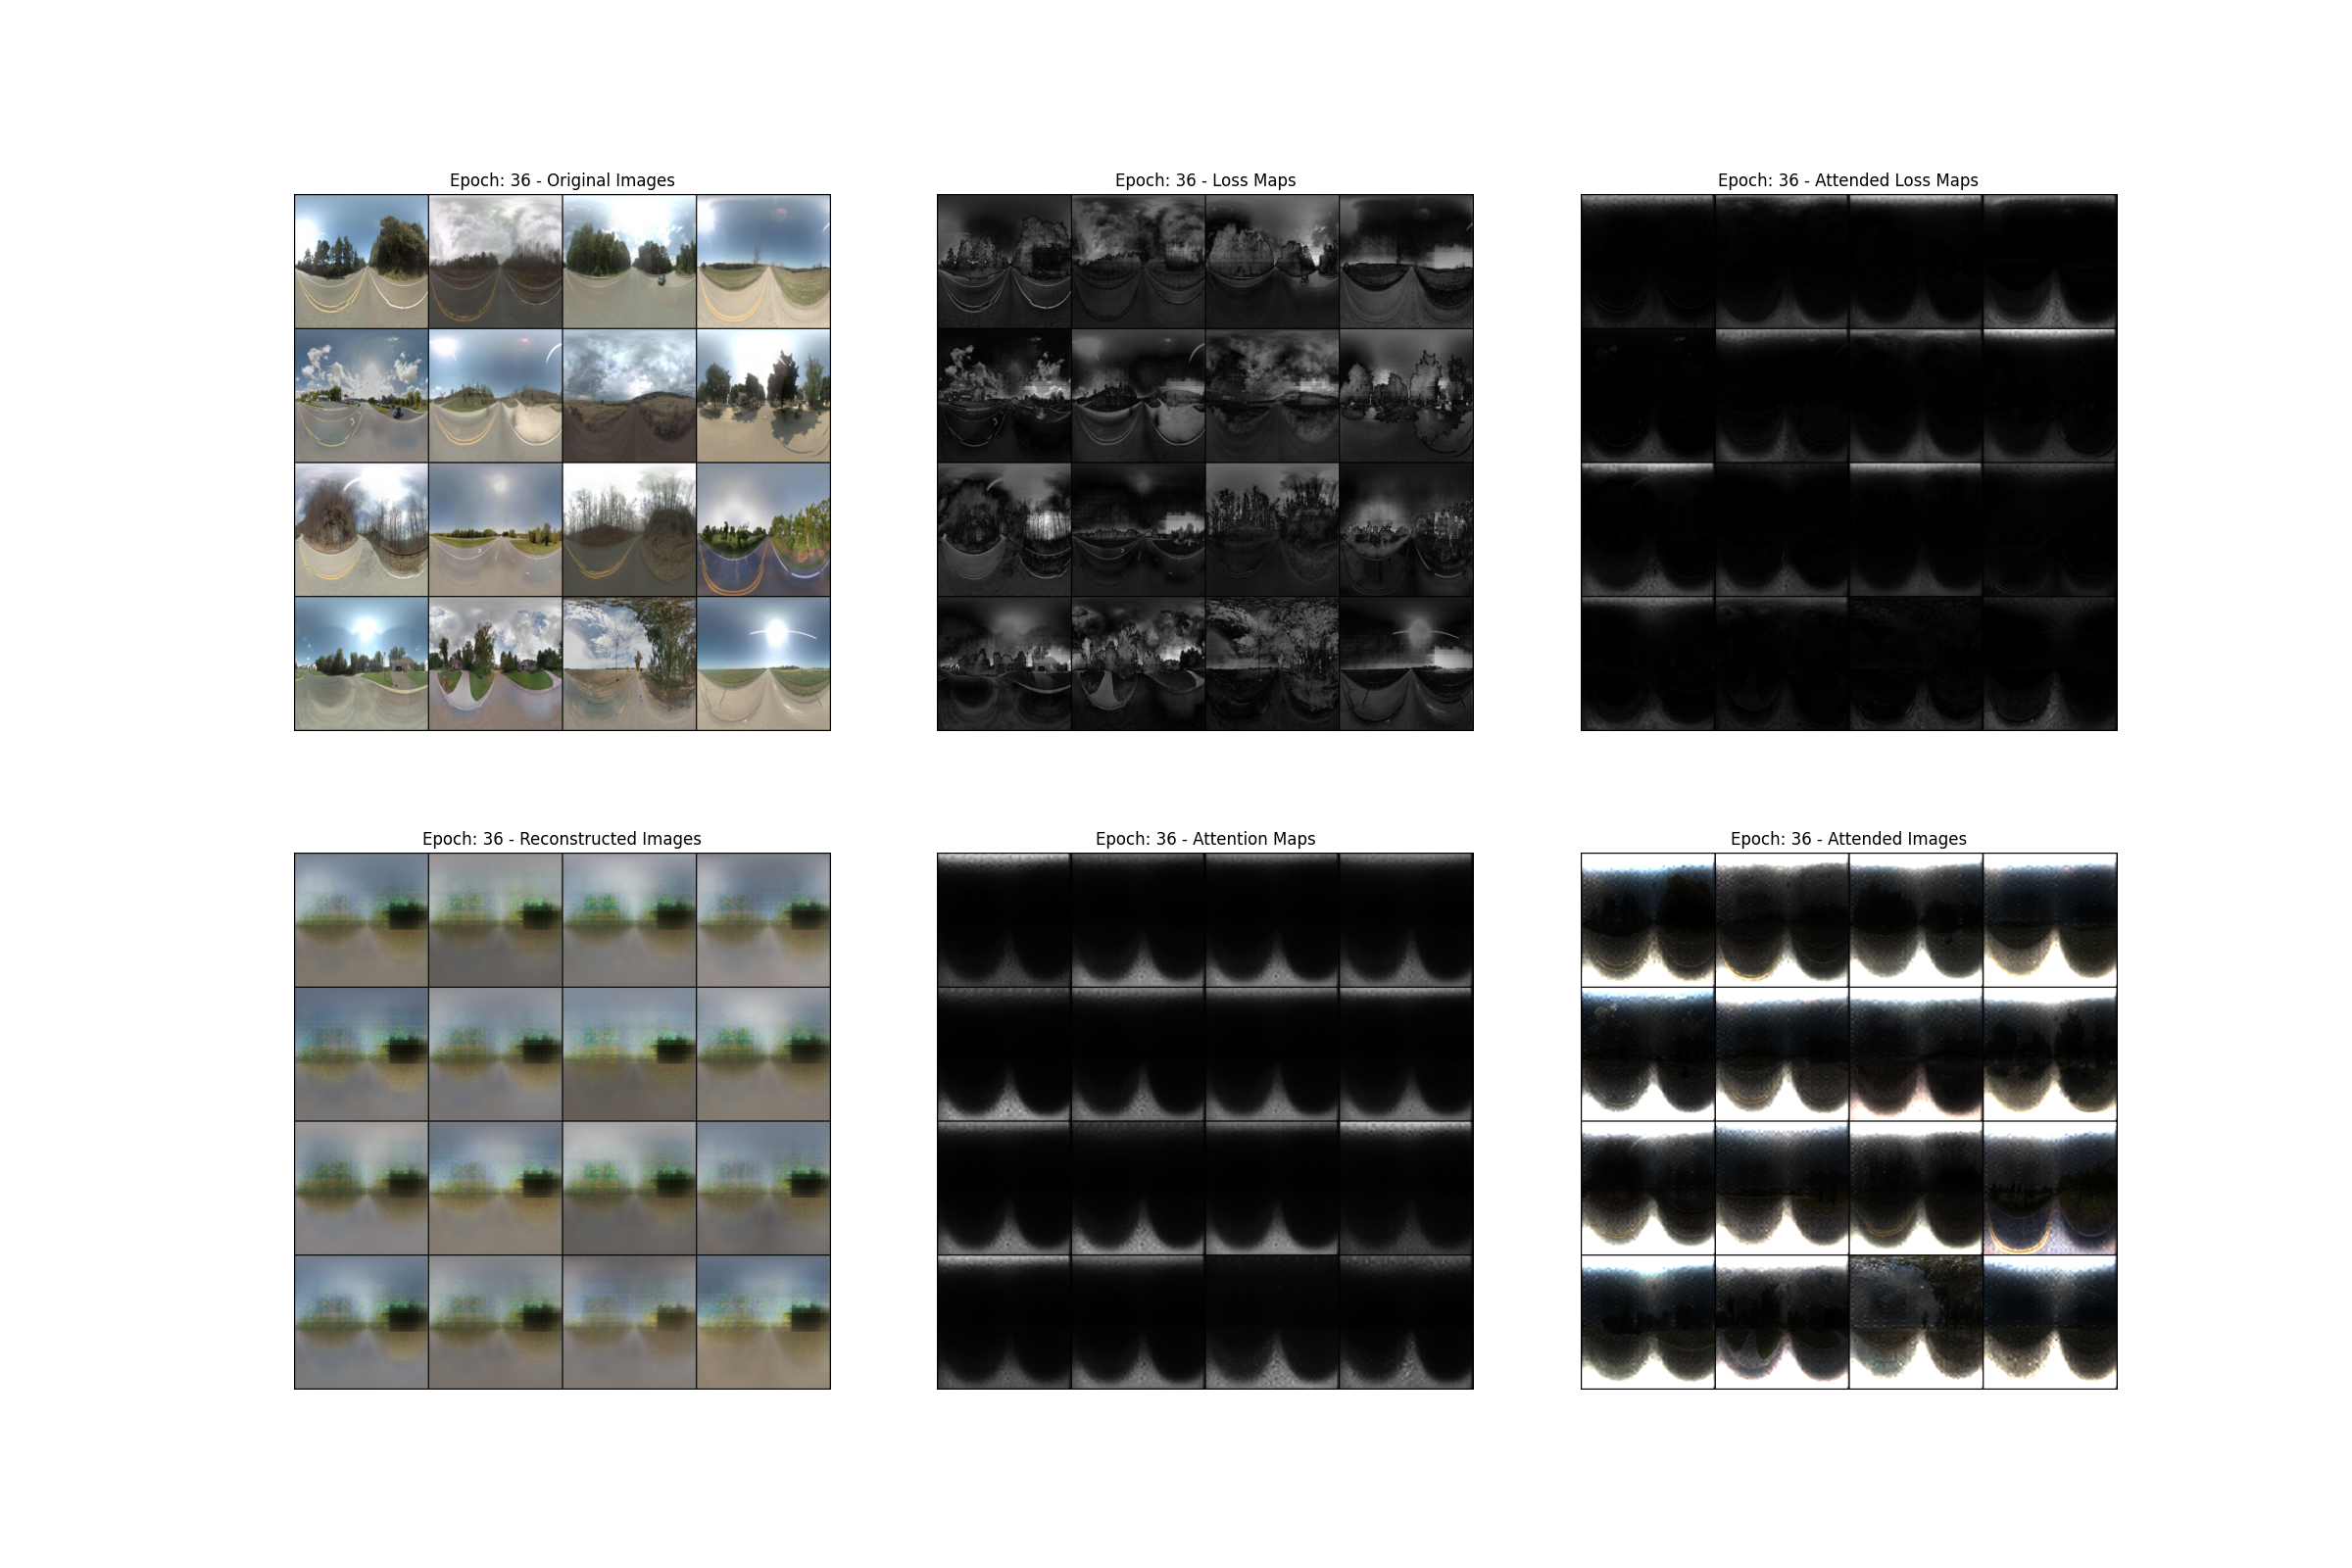 Epoch: 36 - Original Images
Epoch: 36 - Loss Maps
Epoch: 36 - Attended Loss Maps
Epoch: 36 - Reconstructed Images
Epoch: 36 - Attention Maps
Epoch: 36 - Attended Images